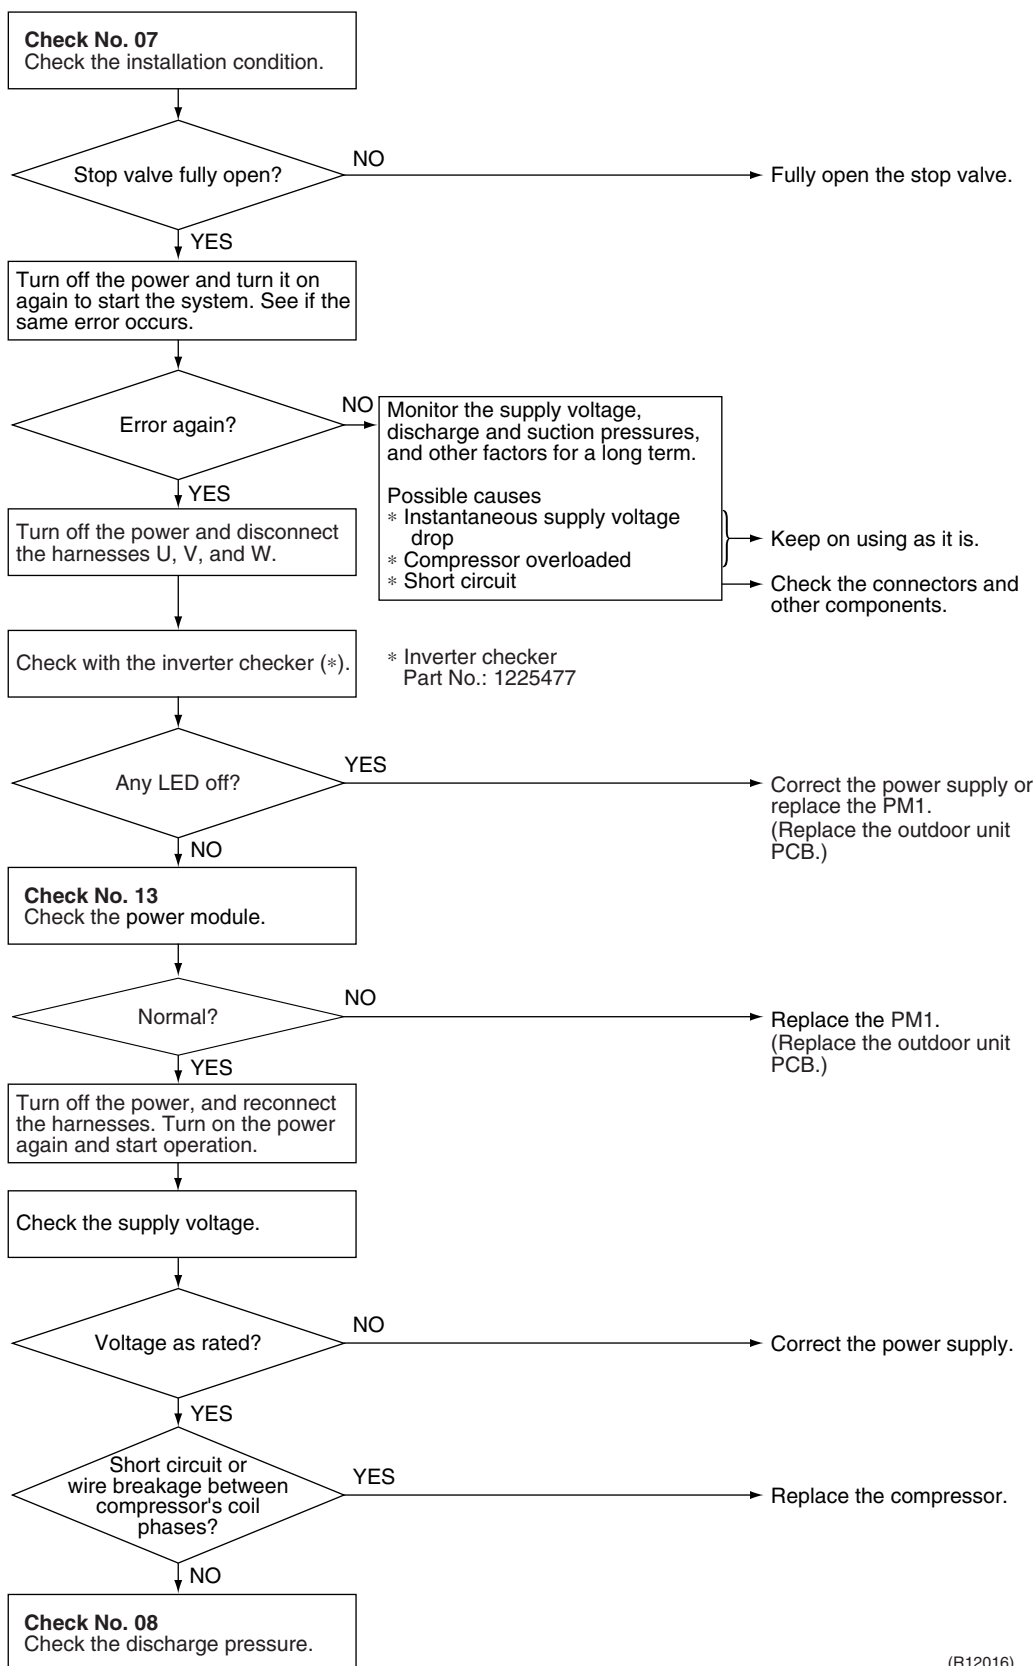 Check No. 07
Check the installation condition.
Stop valve fully open?
NO
Fully open the stop valve.
YES
Turn off the power and turn it on
again to start the system. See if the
same error occurs.
Error again?
NO
Monitor the supply voltage,
discharge and suction pressures,
and other factors for a long term.
Possible causes
* Instantaneous supply voltage
drop
* Compressor overloaded
* Short circuit
Keep on using as it is.
Check the connectors and
other components.
YES
Turn off the power and disconnect
the harnesses U, V, and W.
Check with the inverter checker (*).
* Inverter checker
Part No.: 1225477
Any LED off?
YES
Correct the power supply or
replace the PM1.
(Replace the outdoor unit
PCB.)
NO
Check No. 13
Check the power module.
Normal?
NO
Replace the PM1.
(Replace the outdoor unit
PCB.)
YES
Turn off the power, and reconnect
the harnesses. Turn on the power
again and start operation.
Check the supply voltage.
Voltage as rated?
NO
Correct the power supply.
YES
Short circuit or
wire breakage between
compressor's coil
phases?
YES
Replace the compressor.
NO
Check No. 08
Check the discharge pressure.
(R12016)